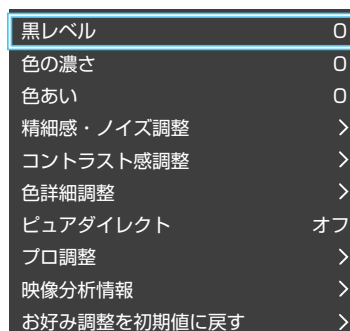 黒レベル 0
色の濃さ 0
色あい 0
精細感・ノイズ調整 >
コントラスト感調整 >
色詳細調整 >
ピュアダイレクト オフ
プロ調整 >
映像分析情報 >
お好み調整を初期値に戻す >